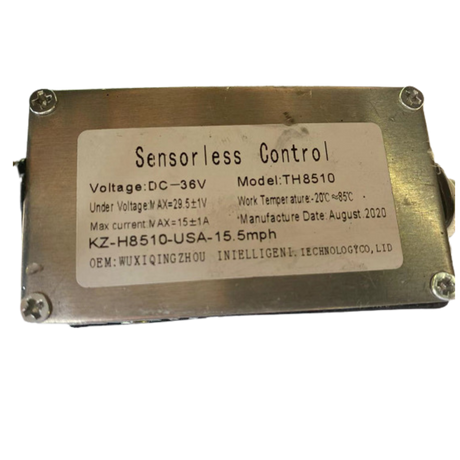 Sensorless Control
Voltage:DC-36V Model:TH8510
Under Voltage:MAX=29.5±1V Work Temperature:-20℃≈85℃
Max current:MAX=15±1A Manufacture Date: August.2020
KZ-H8510-USA-15.5mph
OEM:WUXIQINGZHOU INIELLIGENI.IECHNOLOGYCO,LID